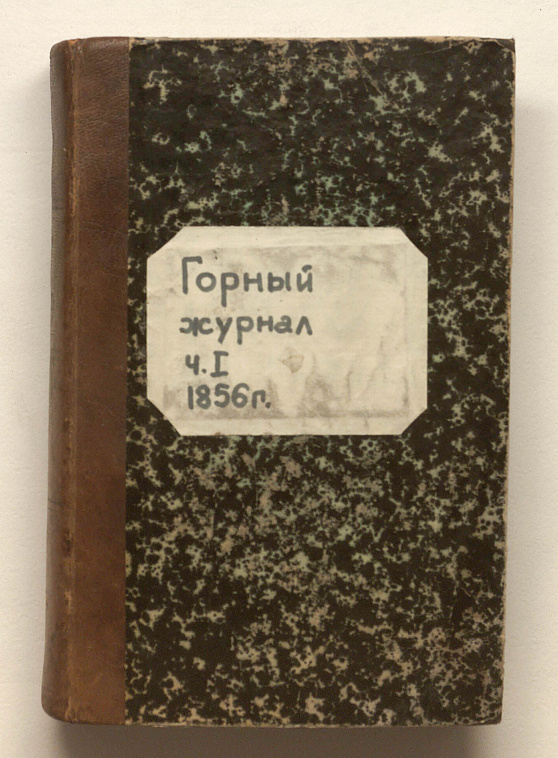 Горный
журнал
ч.I
1856г.